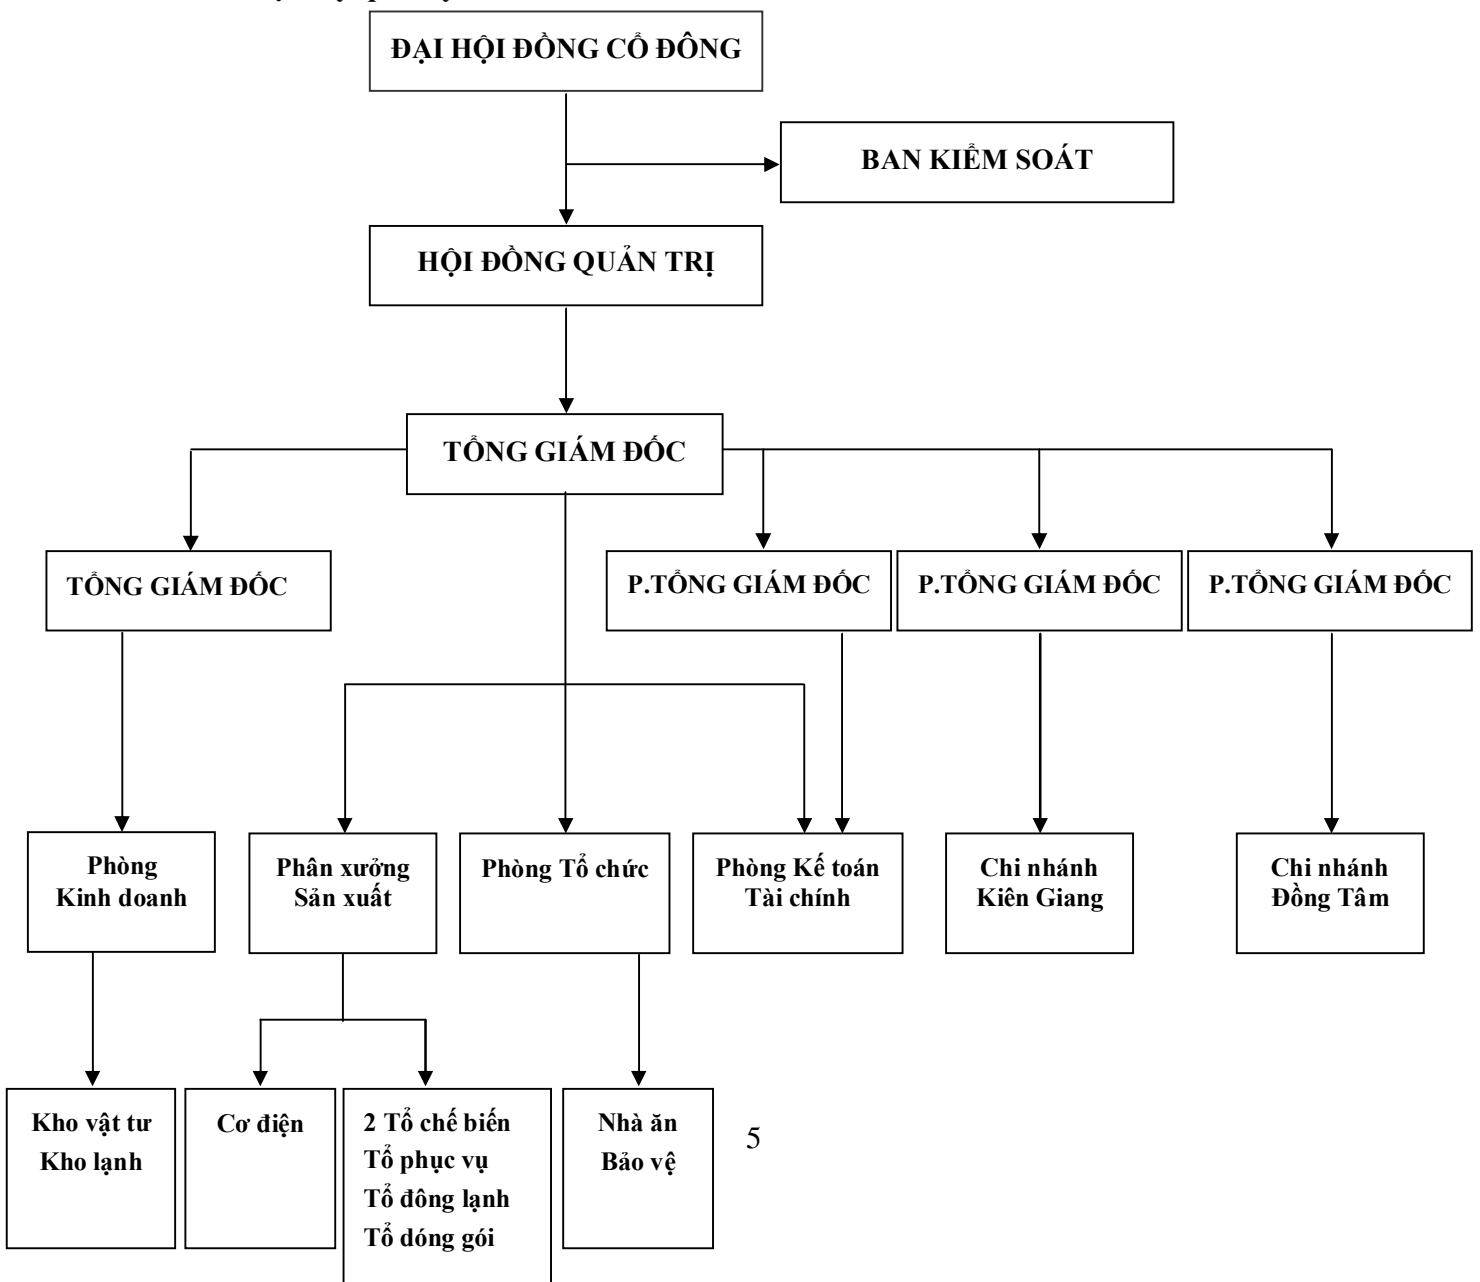 ĐẠI HỘI ĐỒNG CỔ ĐÔNG
BAN KIỂM SOÁT
HỘI ĐỒNG QUẢN TRỊ
TỔNG GIÁM ĐỐC
TỔNG GIÁM ĐỐC
P.TỔNG GIÁM ĐỐC
P.TỔNG GIÁM ĐỐC
P.TỔNG GIÁM ĐỐC
Phòng
Kinh doanh
Phân xưởng
Sản xuất
Phòng Tổ chức
Phòng Kế toán
Tài chính
Chi nhánh
Kiên Giang
Chi nhánh
Đồng Tâm
Kho vật tư
Kho lạnh
Cơ điện
2 Tổ chế biến
Tổ phục vụ
Tổ đông lạnh
Tổ dóng gói
Nhà ăn
Bảo vệ
5